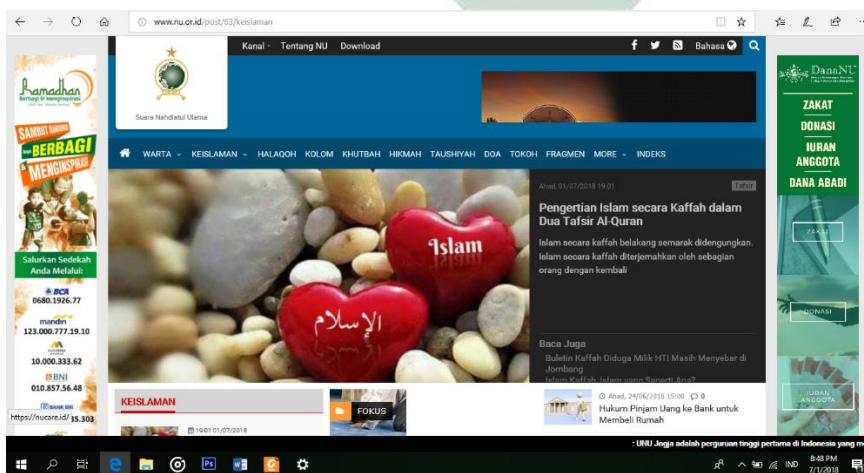 www.nu.or.id/post/63/keislaman
Kanal
Tentang NU
Download
Bahasa
Suara Nahdlatul Ulama
WARTA
KEISLAMAN
HALAQOH
KOLOM
KHUTBAH
HIKMAH
TAUSHIYAH
DOA
TOKOH
FRAGMEN
MORE
INDEKS
Ramadhan
Berbagi & menginspirasi
SAMBUT
BERBAGI
MENGINSPIRASI
Salurkan Sedekah
Anda Melalui:
BCA
0680.1926.77
mandiri
123.000.777.19.10
10.000.333.62
BNI
010.857.56.48
35.303
https://nucare.id/
Islam
الإسلام
Ahad, 01/07/2018 19:01
Tafsir
Pengertian Islam secara Kaffah dalam
Dua Tafsir Al-Quran
Islam secara kaffah belakang semarak didengungkan.
Islam secara kaffah diterjemahkan oleh sebagian
orang dengan kembali
Baca Juga
Buletin Kaffah Diduga Milik HTI Masih Menyebar di
Jombang
Islam Kaffah, Islam yang Seperti Apa?
KEISLAMAN
19:01 01/07/2018
FOKUS
Ahad, 24/06/2018 15:00
0
Hukum Pinjam Uang ke Bank untuk
Membeli Rumah
DanaNU
ZAKAT
DONASI
IURAN
ANGGOTA
DANA ABADI
ZAKAT
DONASI
IURAN
ANGGOTA
: UNU Jogja adalah perguruan tinggi pertama di Indonesia yang
IND
8:48 PM
7/1/2018